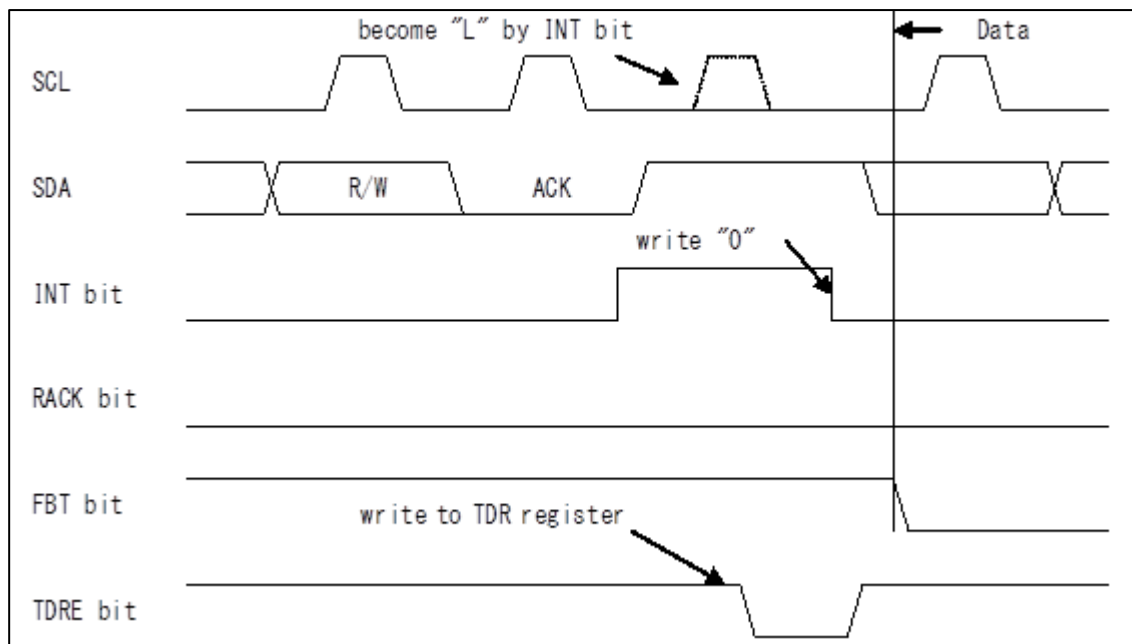 become "L" by INT bit
Data
SCL
SDA
R/W
ACK
write "0"
INT bit
RACK bit
FBT bit
write to TDR register
TDRE bit